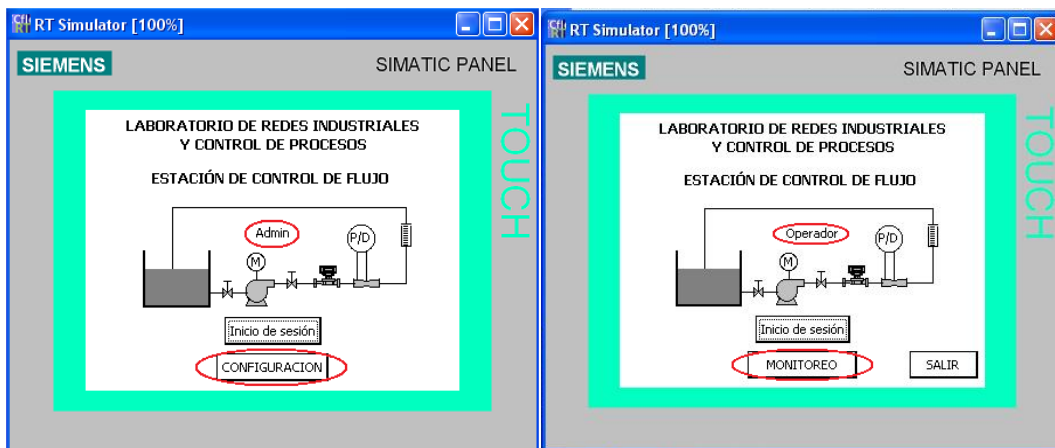 RT Simulator [100%]
SIEMENS
SIMATIC PANEL
TOUCH
LABORATORIO DE REDES INDUSTRIALES
Y CONTROL DE PROCESOS
ESTACIÓN DE CONTROL DE FLUJO
Admin
P/D
M
Inicio de sesión
CONFIGURACION
RT Simulator [100%]
SIEMENS
SIMATIC PANEL
TOUCH
LABORATORIO DE REDES INDUSTRIALES
Y CONTROL DE PROCESOS
ESTACIÓN DE CONTROL DE FLUJO
Operador
P/D
M
Inicio de sesión
MONITOREO
SALIR